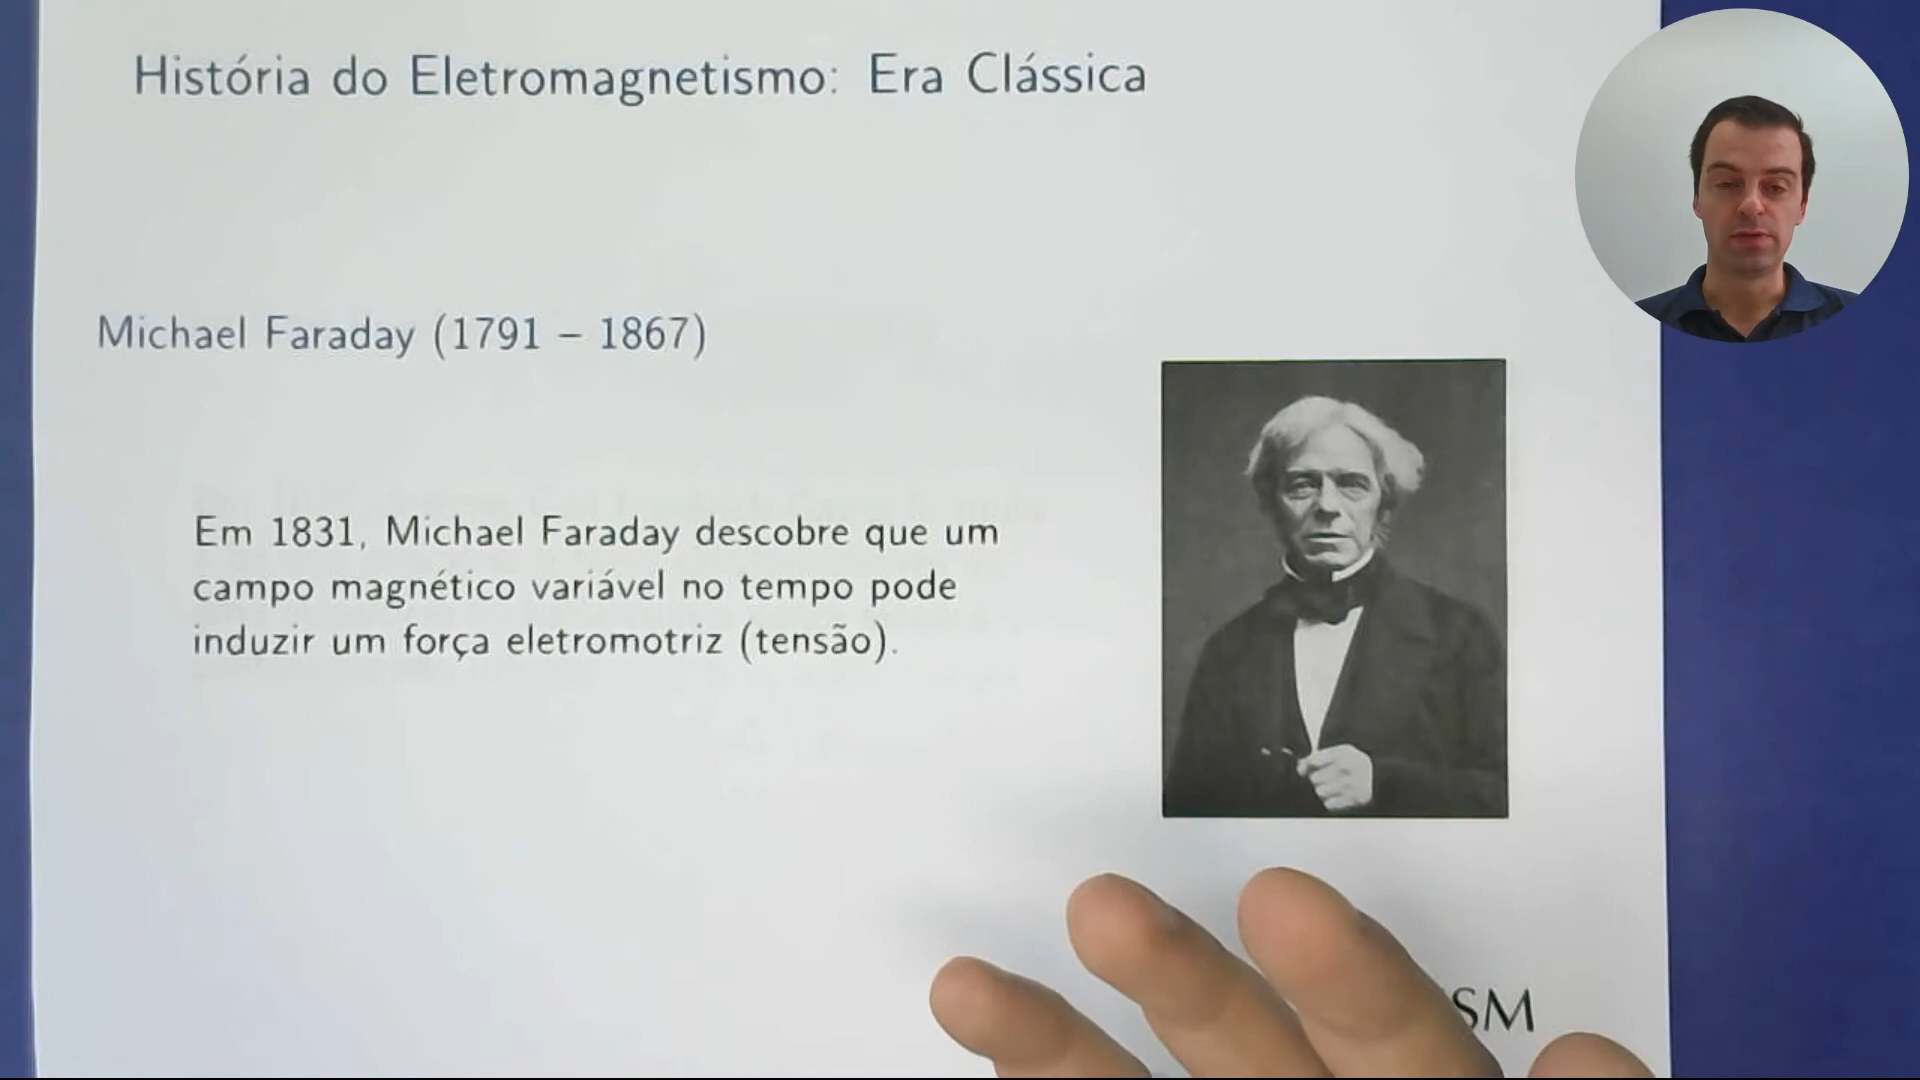 História do Eletromagnetismo: Era Clássica
Michael Faraday (1791 – 1867)
Em 1831, Michael Faraday descobre que um
campo magnético variável no tempo pode
induzir um força eletromotriz (tensão).
SM